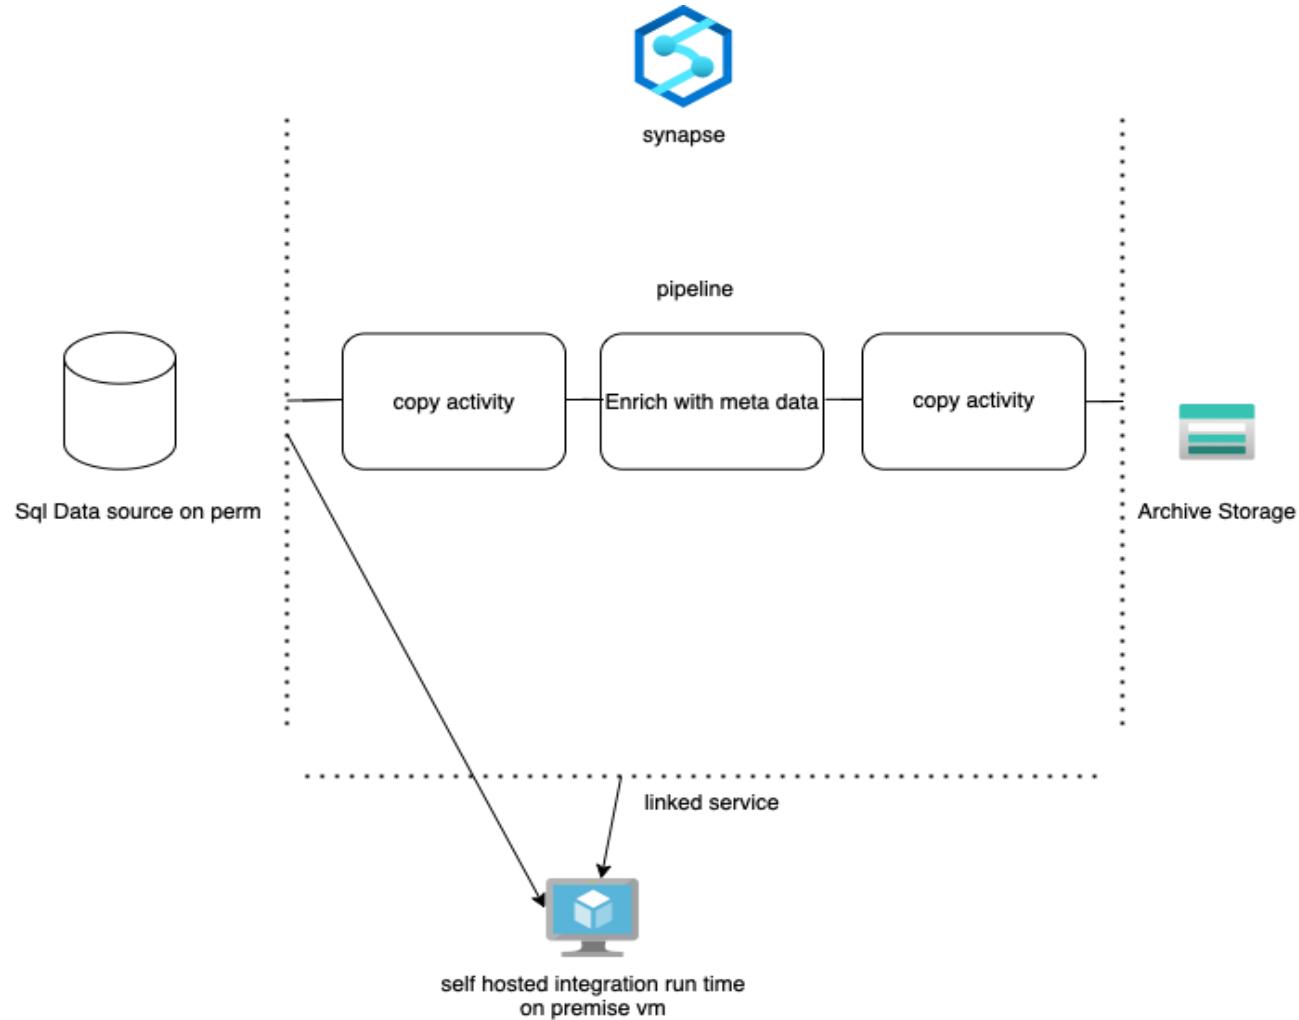 synapse
pipeline
copy activity
Enrich with meta data
copy activity
Sql Data source on perm
Archive Storage
linked service
self hosted integration run time
on premise vm